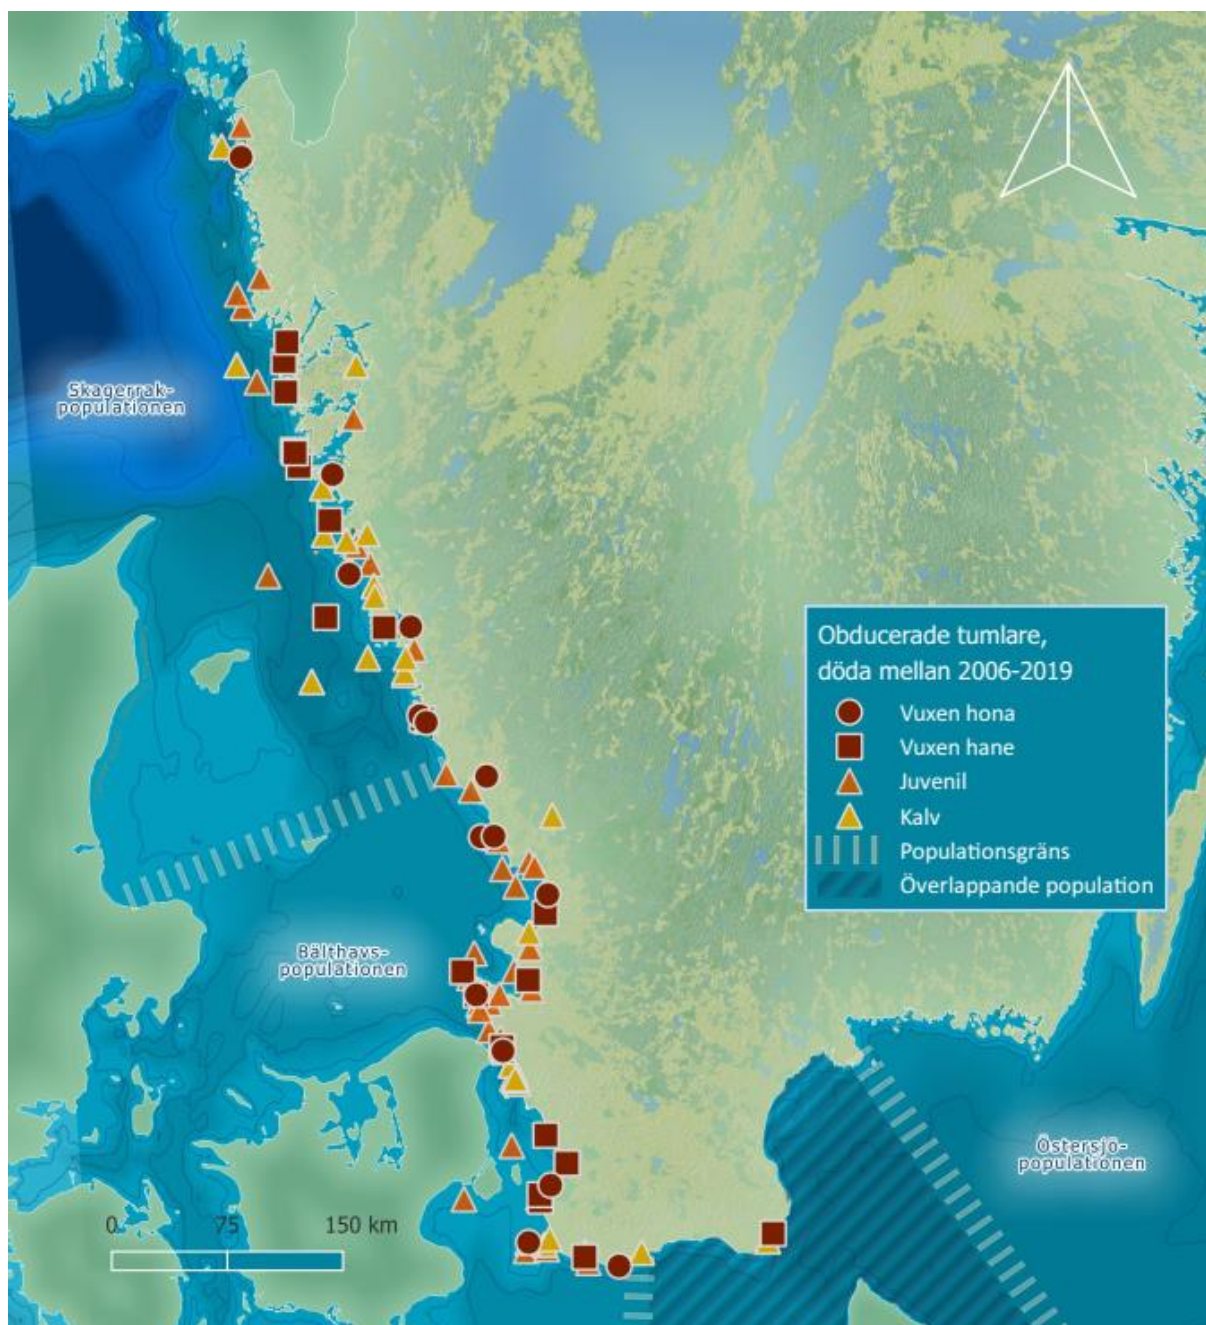 Skagerrak-
populationen
Obducerade tumlare,
döda mellan 2006-2019
Vuxen hona
Vuxen hane
Juvenil
Kalv
Populationsgräns
Överlappande population
Bälthavs-
populationen
Östersjö-
populationen
0 75 150 km